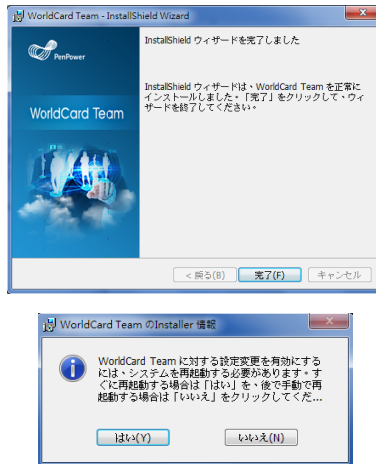 WorldCard Team - InstallShield Wizard
PenPower
WorldCard Team
InstallShield ウィザードを完了しました
InstallShield ウィザードは、WorldCard Team を正常に
インストールしました。「完了」をクリックして、ウィ
ザードを終了してください。
< 戻る(B)
完了(F)
キャンセル
WorldCard Team のInstaller 情報
WorldCard Team に対する設定変更を有効にする
には、システムを再起動する必要があります。す
ぐに再起動する場合は「はい」を、後で手動で再
起動する場合は「いいえ」をクリックしてくだ...
はい(Y)
いいえ(N)